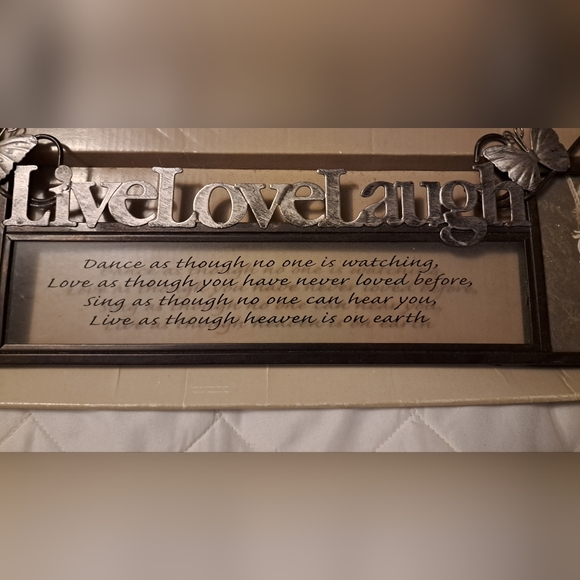 LiveLoveLaugh
Dance as though no one is watching,
Love as though you have never loved before,
Sing as though no one can hear you,
Live as though heaven is on earth